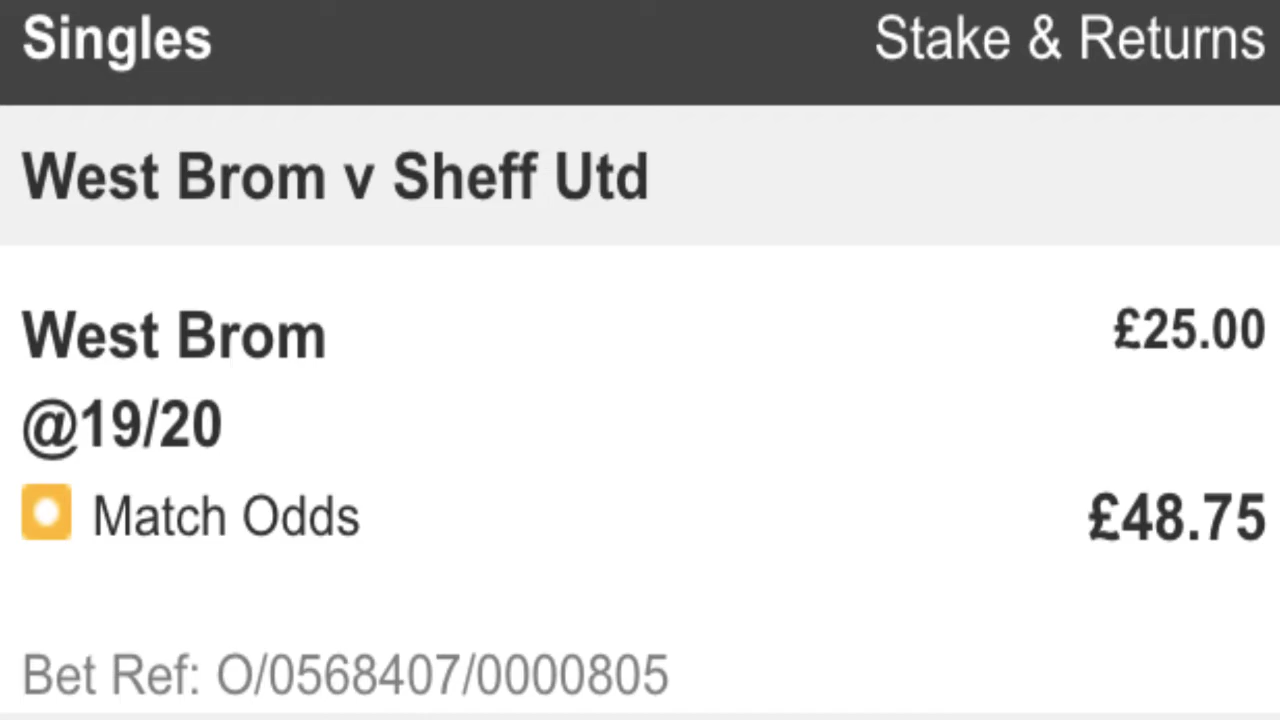 Singles Stake & Returns
West Brom v Sheff Utd
West Brom £25.00
@19/20
Match Odds £48.75
Bet Ref: O/0568407/0000805